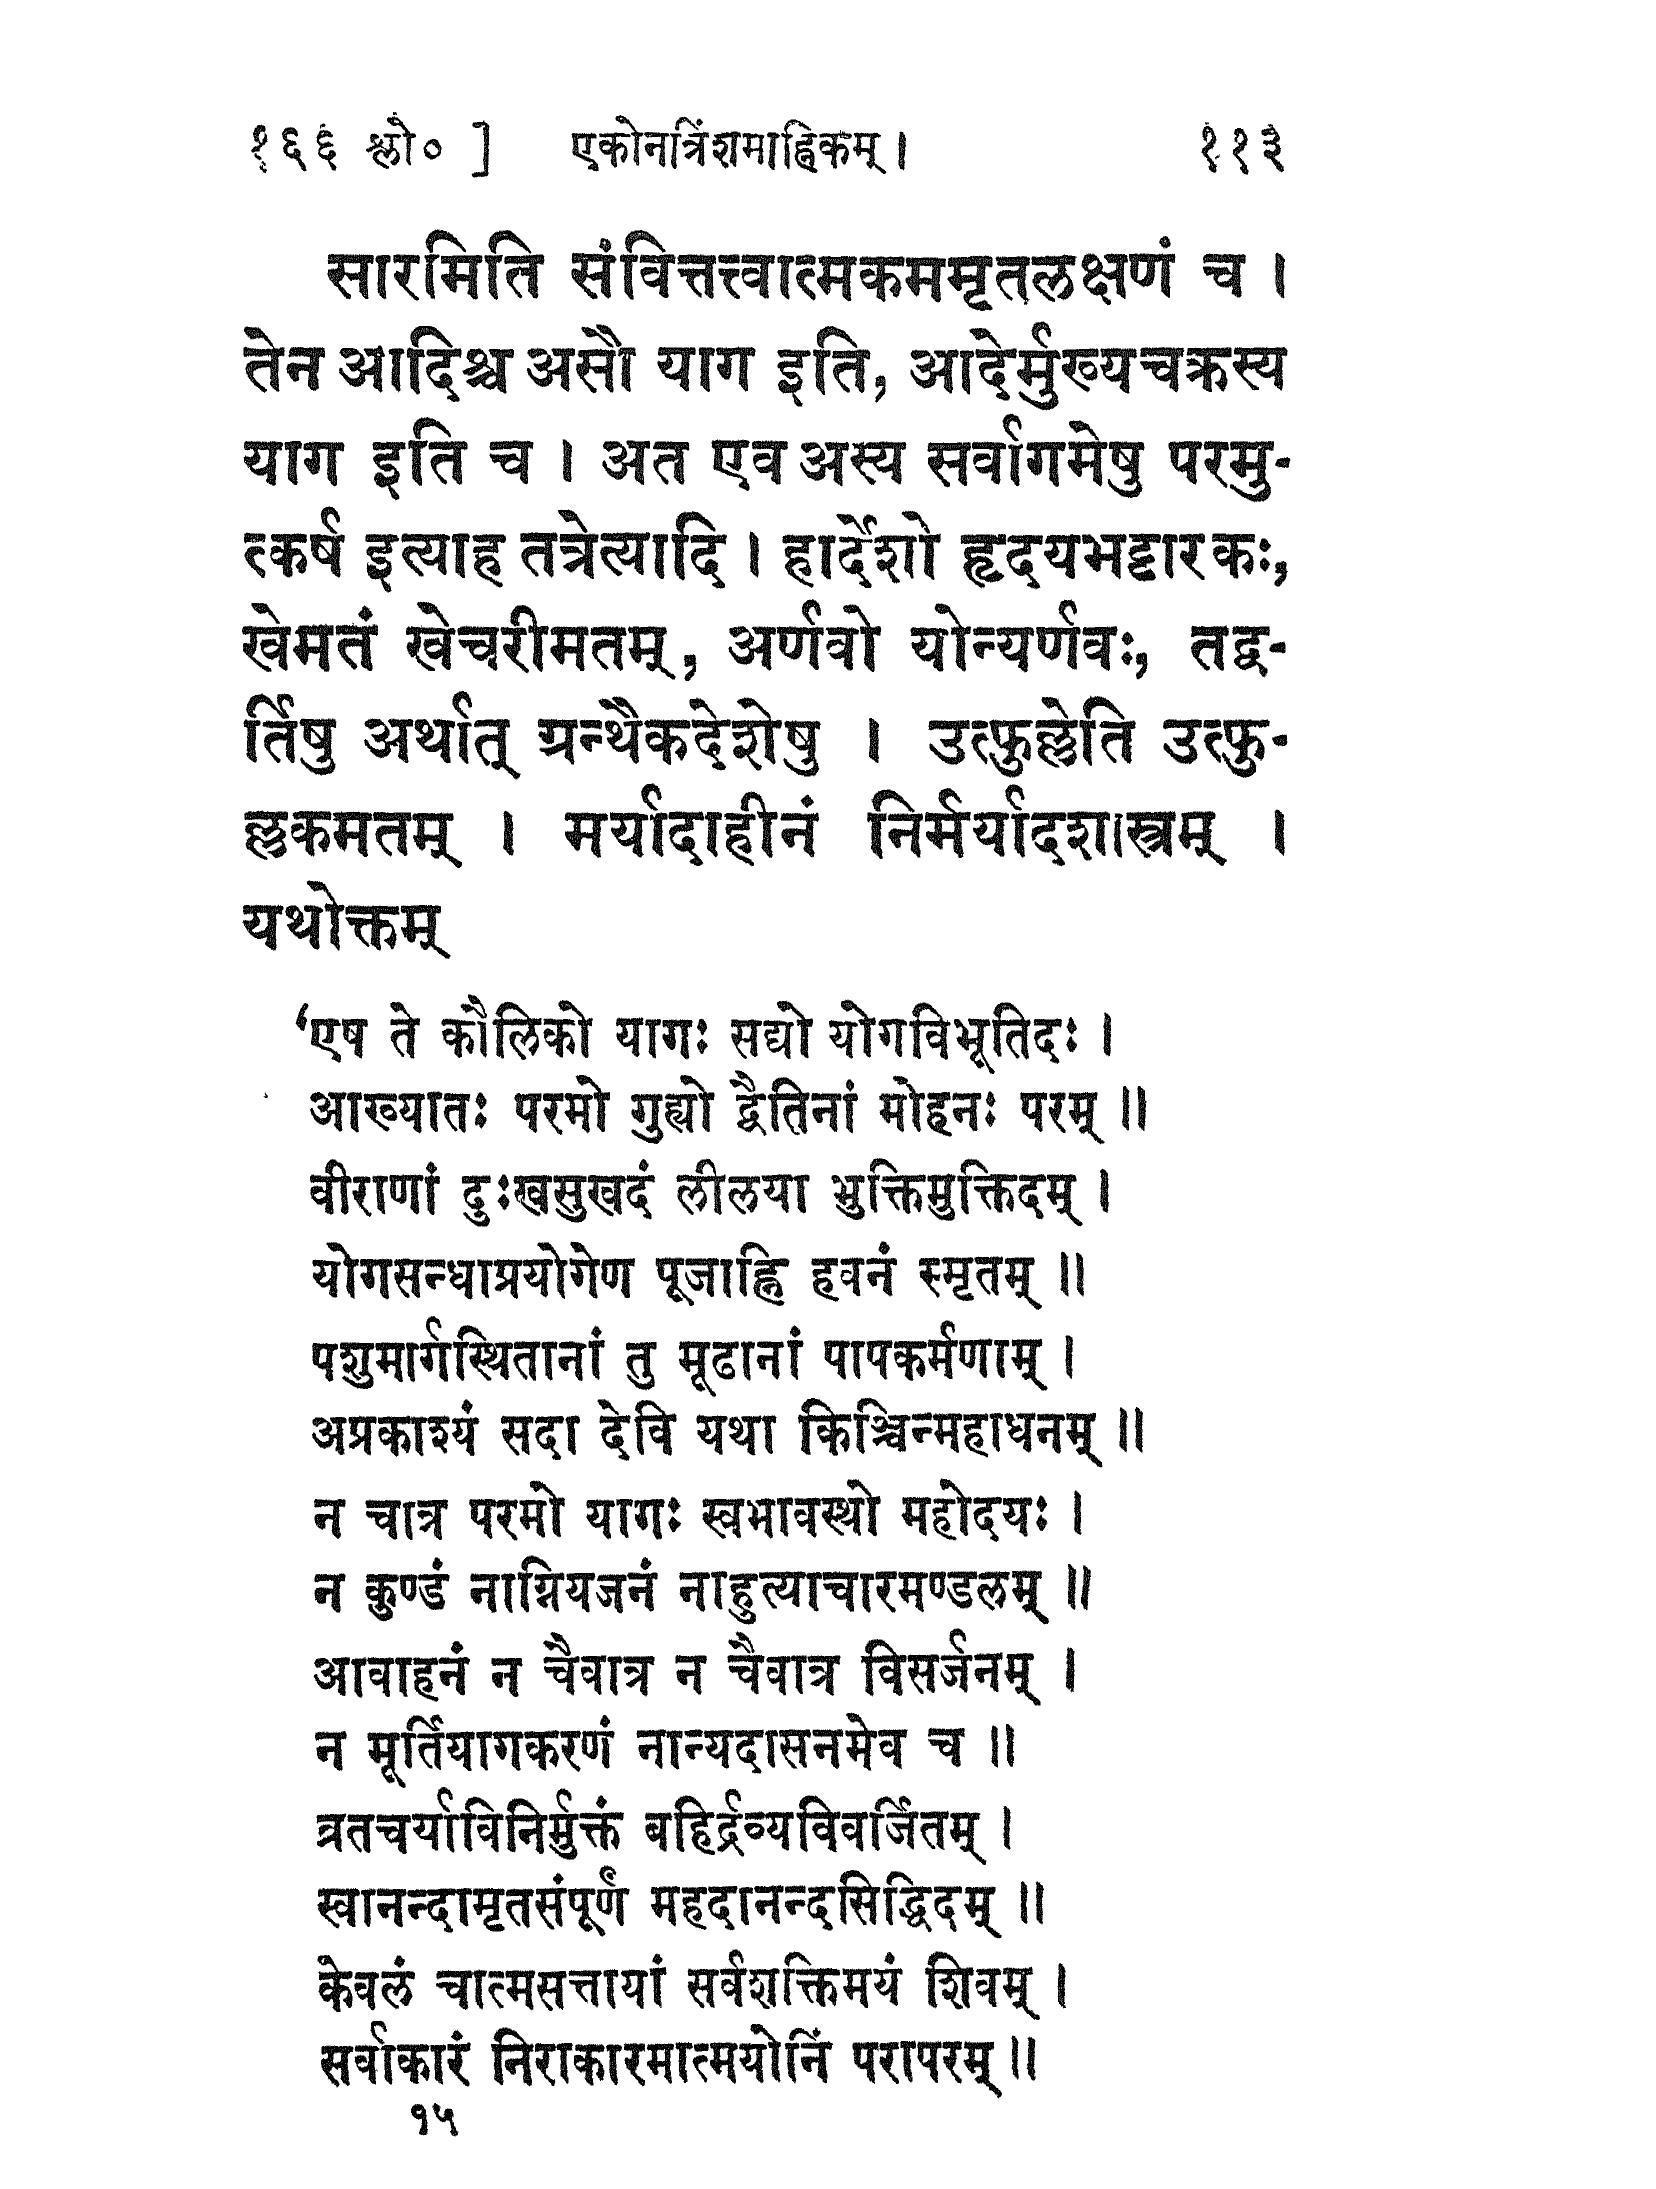 १६६ श्लो० ] एकोनत्रिंशमाह्निकम् । ११३
सारमिति संवित्तत्त्वात्मकममृतलक्षणं च ।
तेन आदिश्च असौ याग इति, आदेर्मुख्यचक्रस्य
याग इति च । अत एव अस्य सर्वागमेषु परमु-
त्कर्ष इत्याह तत्रेत्यादि । हार्देशो हृदयभट्टारकः,
खेमतं खेचरीमतम्, अर्णवो योन्यर्णवः, तद्व-
र्तिषु अर्थात् ग्रन्थैकदेशेषु । उत्फुल्लेति उत्फु-
ल्लकमतम् । मर्यादाहीनं निर्मर्यादशास्त्रम् ।
यथोक्तम्
‘एष ते कौलिको यागः सद्यो योगविभूतिदः ।
आख्यातः परमो गुह्यो द्वैतिनां मोहनः परम् ॥
वीराणां दुःखसुखदं लीलया भुक्तिमुक्तिदम् ।
योगसन्धाप्रयोगेण पूजाह्नि हवनं स्मृतम् ॥
पशुमार्गस्थितानां तु मूढानां पापकर्मणाम् ।
अप्रकाश्यं सदा देवि यथा किञ्चिन्महाधनम् ॥
न चात्र परमो यागः स्वभावस्थो महोदयः ।
न कुण्डं नाग्नियजनं नाहुत्याचारमण्डलम् ॥
आवाहनं न चैवात्र न चैवात्र विसर्जनम् ।
न मूर्तियागकरणं नान्यदासनमेव च ॥
व्रतचर्याविनिर्मुक्तं बहिर्द्रव्यविवर्जितम् ।
स्वानन्दामृतसंपूर्णं महदानन्दसिद्धिदम् ॥
केवलं चात्मसत्तायां सर्वशक्तिमयं शिवम् ।
सर्वाकारं निराकारमात्मयोनिं परापरम् ॥
१५